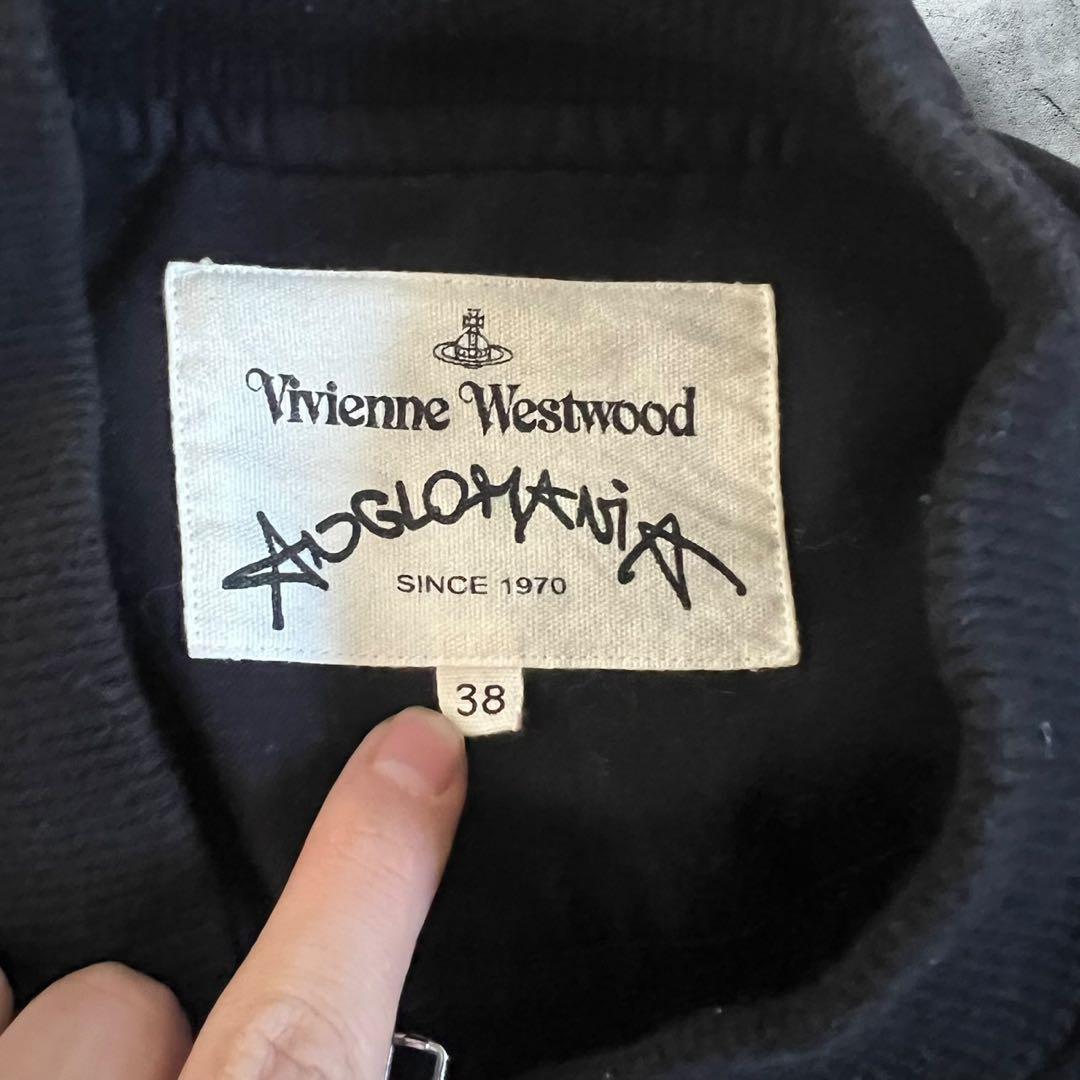 Vivienne Westwood
ANGLOMANiA
SINCE 1970
38